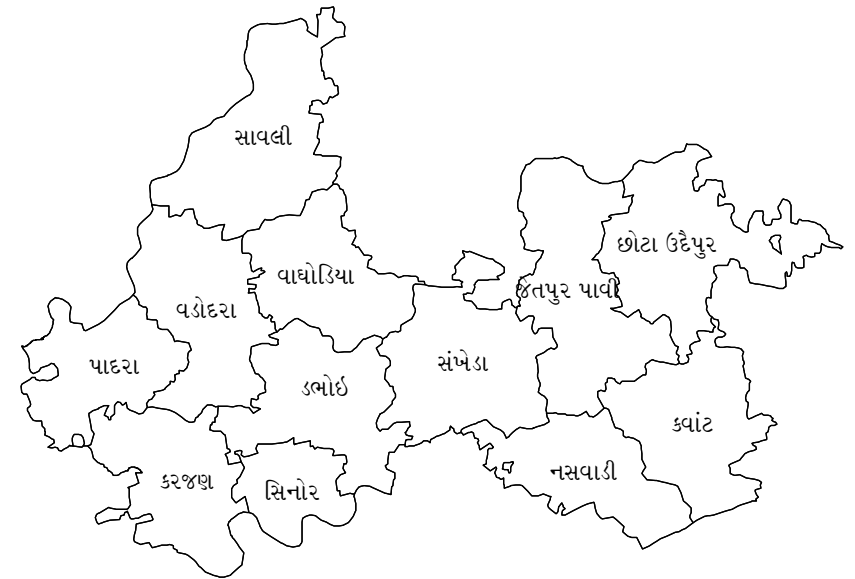 સાવલી
છોટા ઉદૈપુર
વાઘોડિયા
જેતપુર પાવી
વડોદરા
પાદરા
સંખેડા
ડભોઇ
કવાંટ
નસવાડી
કરજણ
સિનોર